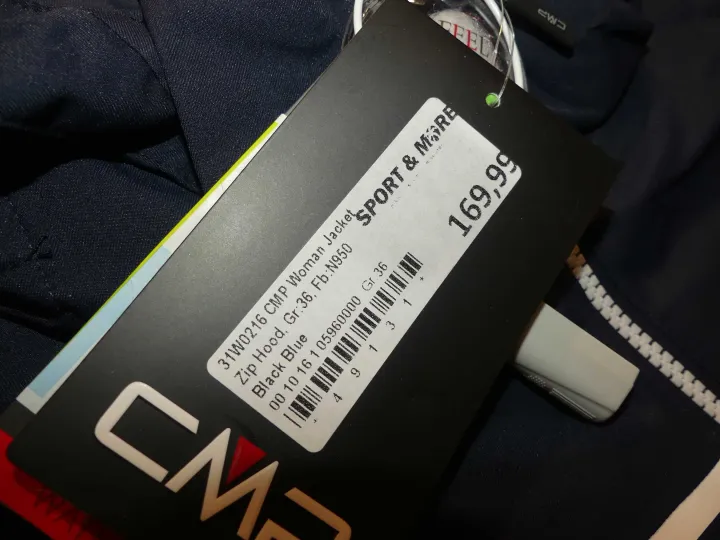 FEEL
SPORT & MORE
169,99
31W0216 CMP Woman Jacket
Zip Hood, Gr:36, Fb:N950
Black Blue
00 10 16 1 05960000 Gr.36
4 9 1 3 1
CMP